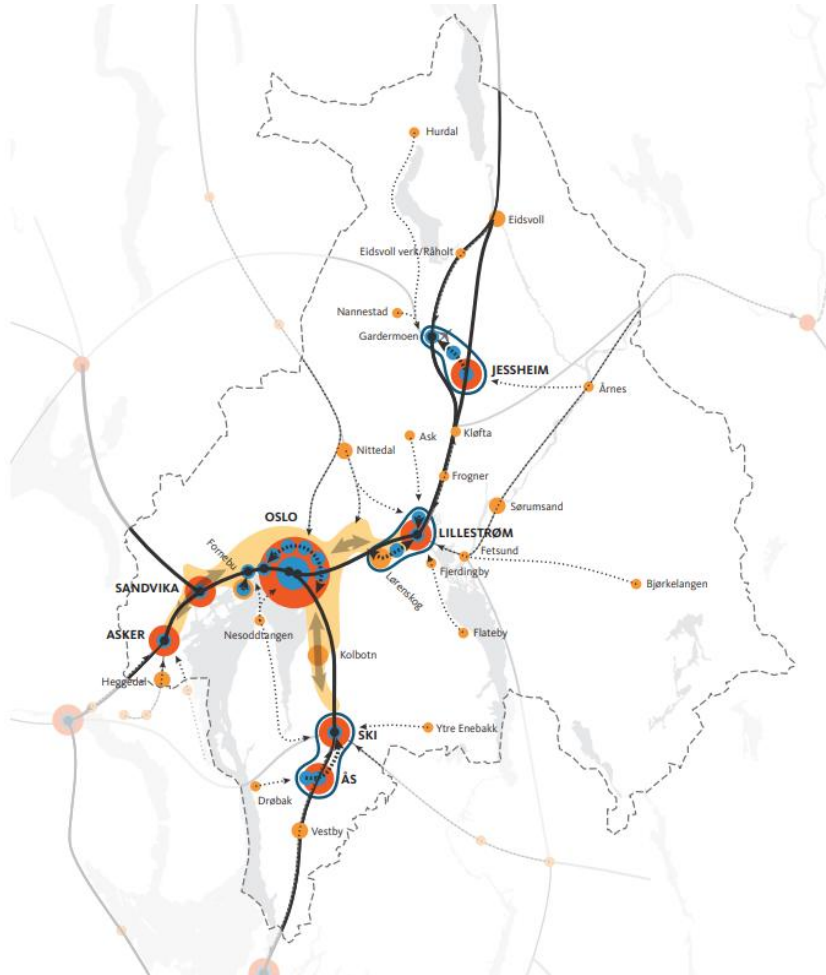 Hurdal
Eidsvoll
Eidsvoll verk/Råholt
Nannestad
Gardermoen
JESSHEIM
Årnes
Kløfta
Ask
Nittedal
Frogner
Sørumsand
OSLO
LILLESTRØM
Fornebu
Fetsund
Fjerdingby
Lørenskog
Bjørkelangen
SANDVIKA
ASKER
Nesoddtangen
Flateby
Kolbotn
Heggedal
Ytre Enebakk
SKI
ÅS
Drøbak
Vestby